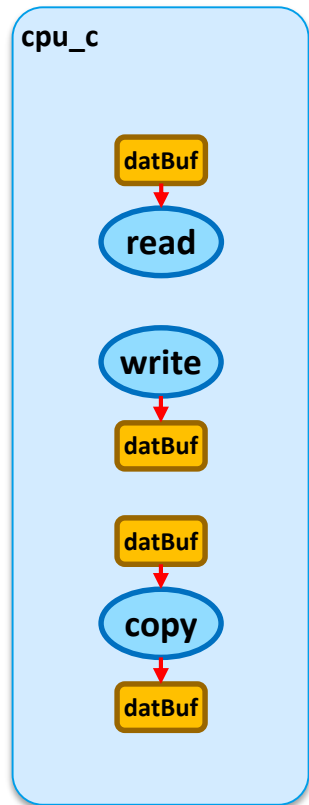 cpu_c
datBuf
read
write
datBuf
datBuf
copy
datBuf